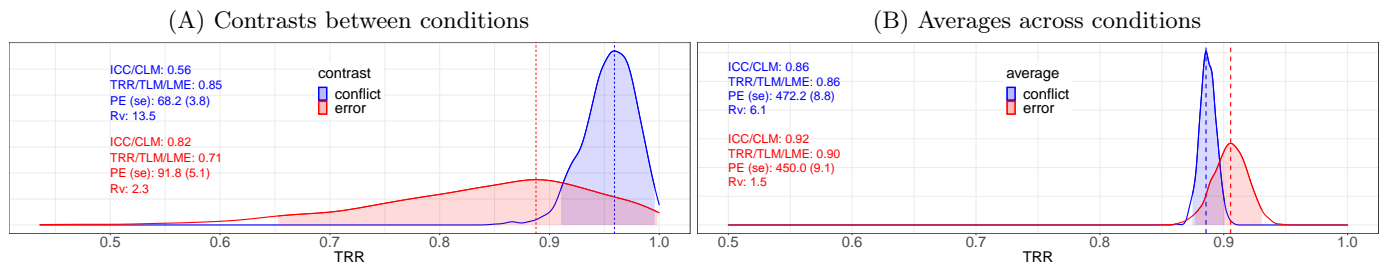 (A) Contrasts between conditions
ICC/CLM: 0.56
TRR/TLM/LME: 0.85
PE (se): 68.2 (3.8)
Rv: 13.5
ICC/CLM: 0.82
TRR/TLM/LME: 0.71
PE (se): 91.8 (5.1)
Rv: 2.3
contrast
conflict
error
0.5 0.6 0.7 0.8 0.9 1.0
TRR
(B) Averages across conditions
ICC/CLM: 0.86
TRR/TLM/LME: 0.86
PE (se): 472.2 (8.8)
Rv: 6.1
ICC/CLM: 0.92
TRR/TLM/LME: 0.90
PE (se): 450.0 (9.1)
Rv: 1.5
average
conflict
error
0.5 0.6 0.7 0.8 0.9 1.0
TRR